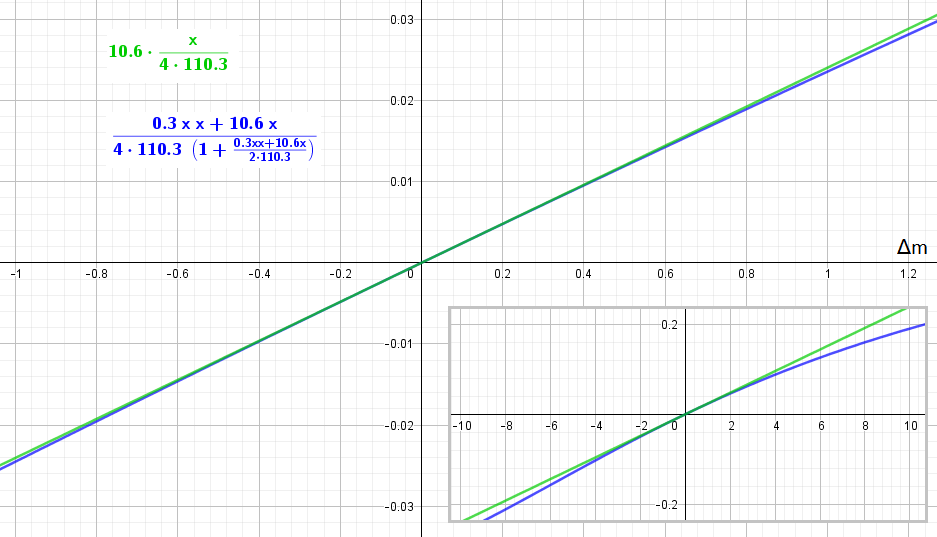 0.03
10.6 · x / 4 · 110.3
0.02
0.3 x x + 10.6 x / 4 · 110.3 (1 + 0.3xx+10.6x / 2·110.3)
0.01
Δm
-1 -0.8 -0.6 -0.4 -0.2 0 0.2 0.4 0.6 0.8 1 1.2
0.2
-0.01
-10 -8 -6 -4 -2 0 2 4 6 8 10
-0.02
-0.2
-0.03